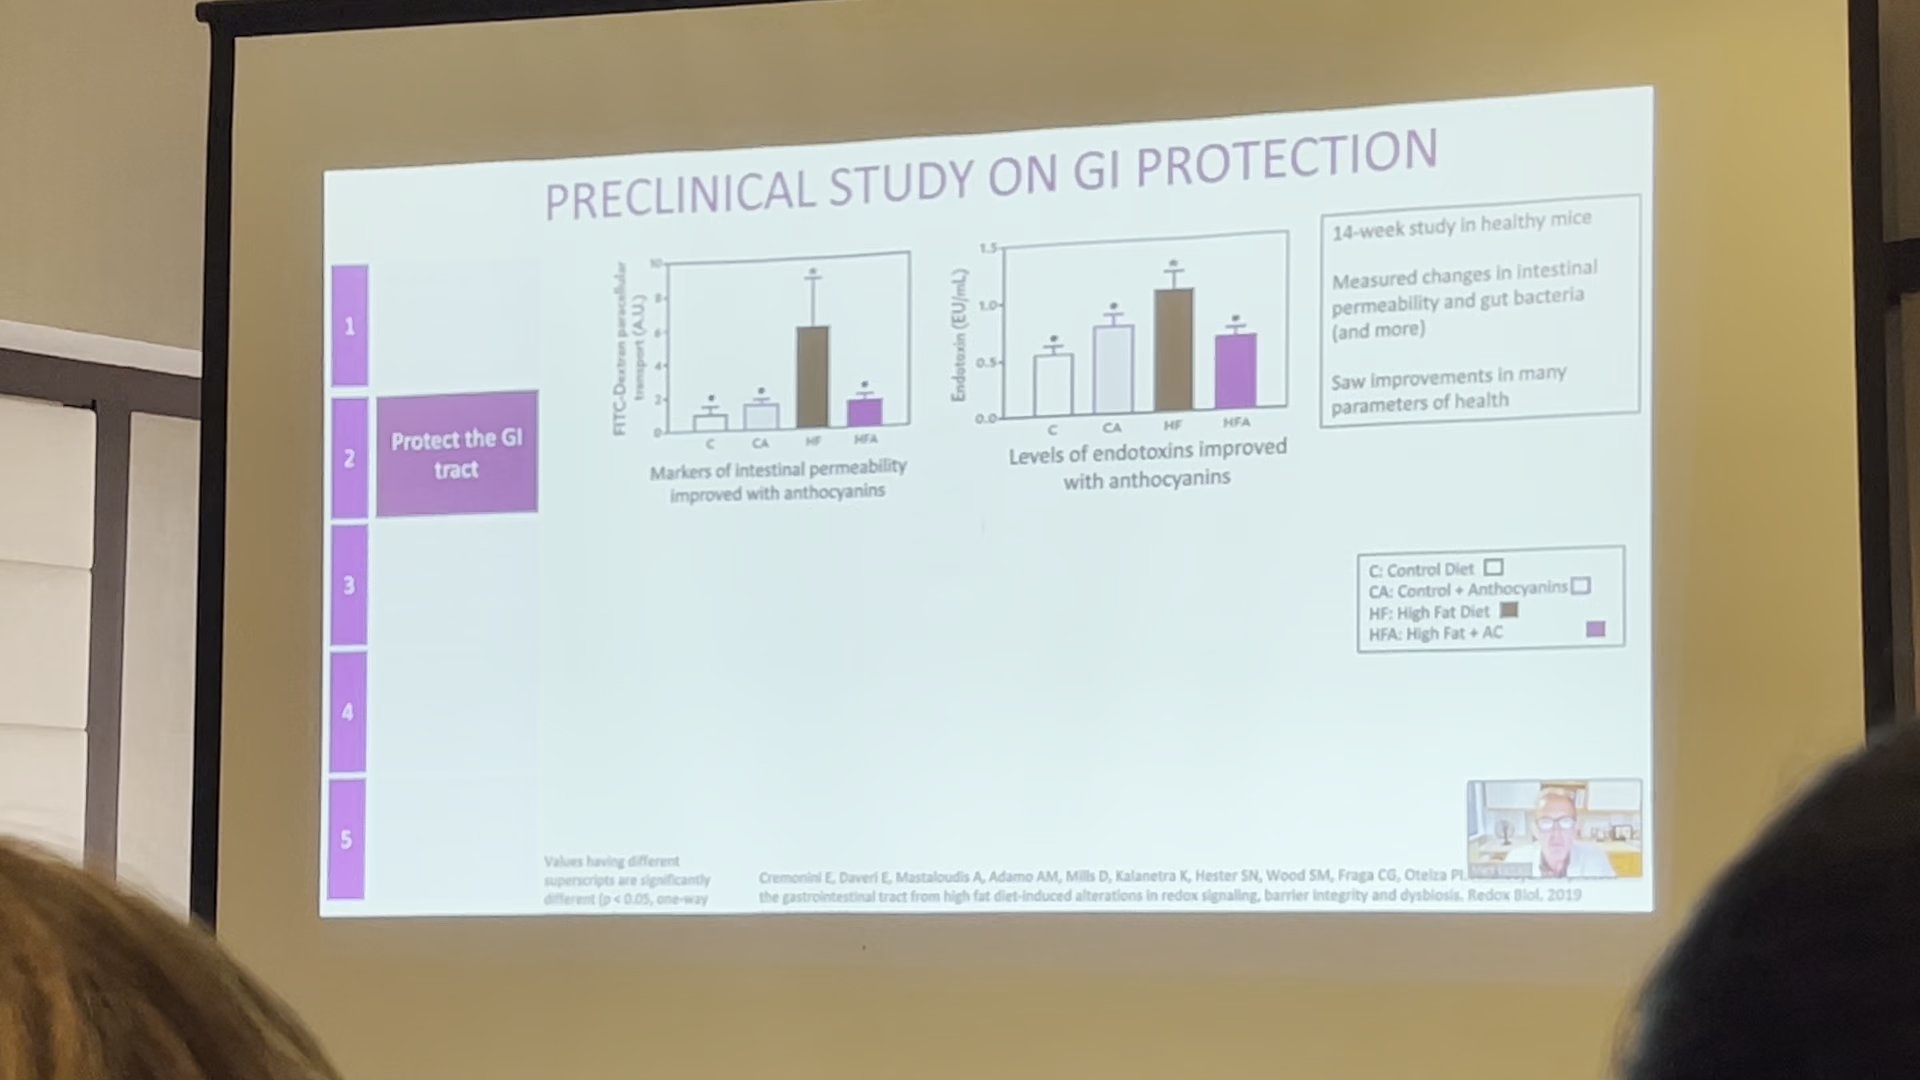 PRECLINICAL STUDY ON GI PROTECTION
1
2
3
4
5
Protect the GI
tract
FITC-Dextran paracellular
transport (A.U.)
10
8
6
4
2
0
C
CA
HF
HFA
Markers of intestinal permeability
improved with anthocyanins
Endotoxin (EU/mL)
1.5
1.0
0.5
0.0
C
CA
HF
HFA
Levels of endotoxins improved
with anthocyanins
14-week study in healthy mice
Measured changes in intestinal
permeability and gut bacteria
(and more)
Saw improvements in many
parameters of health
C: Control Diet
CA: Control + Anthocyanins
HF: High Fat Diet
HFA: High Fat + AC
Values having different
superscripts are significantly
different (p < 0.05, one-way
Cremonini E, Daveri E, Mastaloudis A, Adamo AM, Mills D, Kalanetra K, Hester SN, Wood SM, Fraga CG, Oteiza PI.
the gastrointestinal tract from high fat diet-induced alterations in redox signaling, barrier integrity and dysbiosis. Redox Biol. 2019